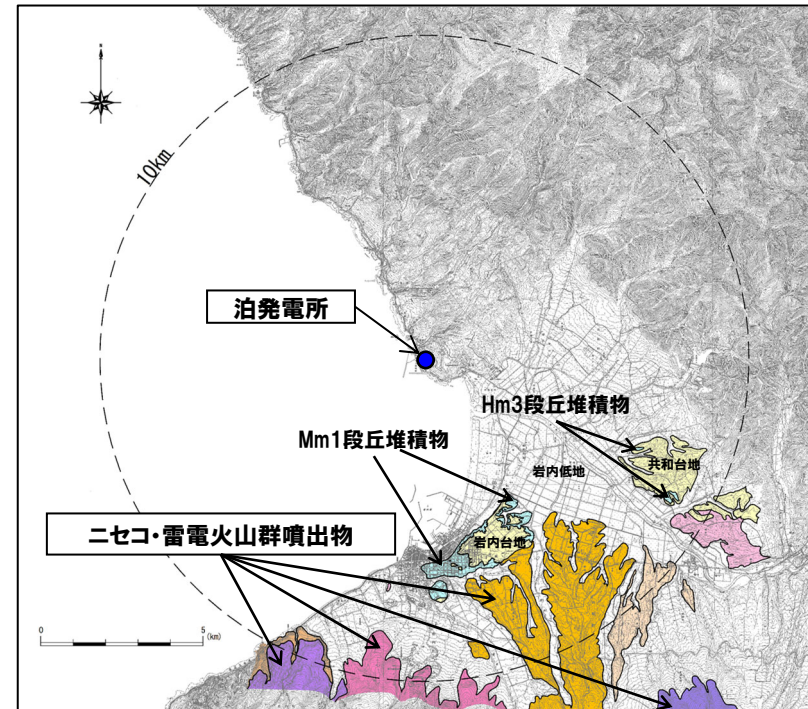 N
10km
泊発電所
Hm3段丘堆積物
Mm1段丘堆積物
共和台地
岩内低地
ニセコ・雷電火山群噴出物
岩内台地
0 5 (km)